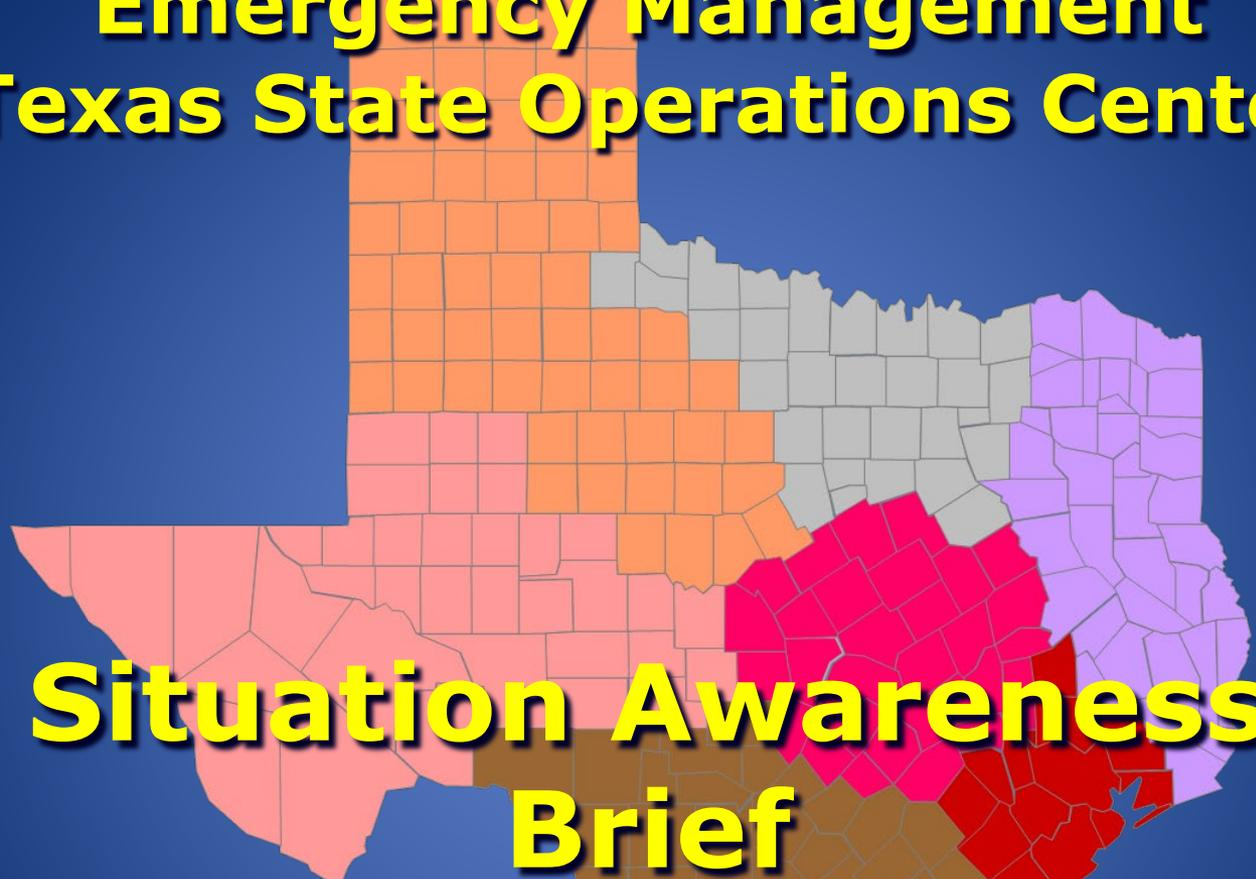 Emergency Management
Texas State Operations Cente
Situation Awareness
Brief